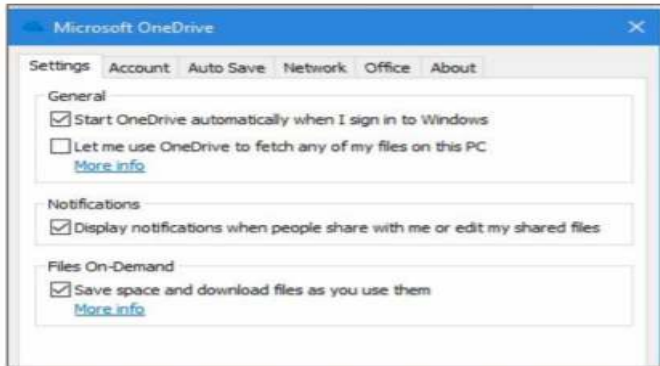 Microsoft OneDrive
Settings Account Auto Save Network Office About
General
Start OneDrive automatically when I sign in to Windows
Let me use OneDrive to fetch any of my files on this PC
More info
Notifications
Display notifications when people share with me or edit my shared files
Files On-Demand
Save space and download files as you use them
More info